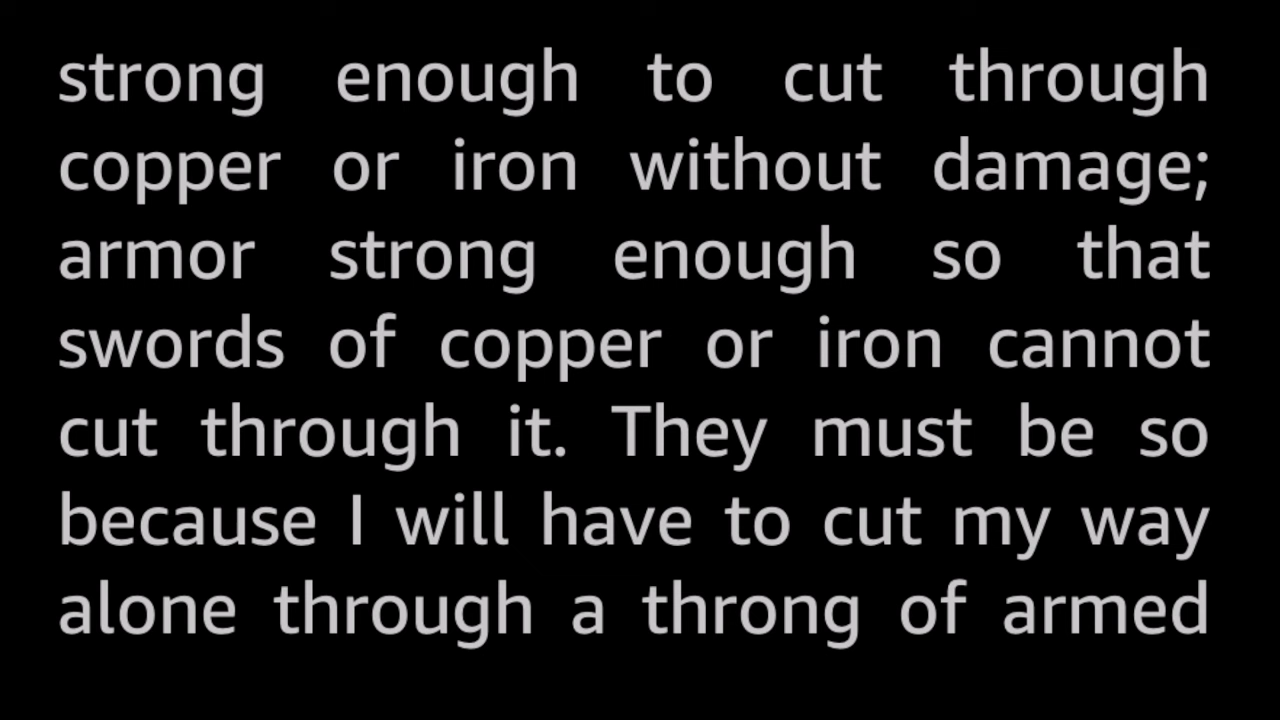 strong enough to cut through
copper or iron without damage;
armor strong enough so that
swords of copper or iron cannot
cut through it. They must be so
because I will have to cut my way
alone through a throng of armed